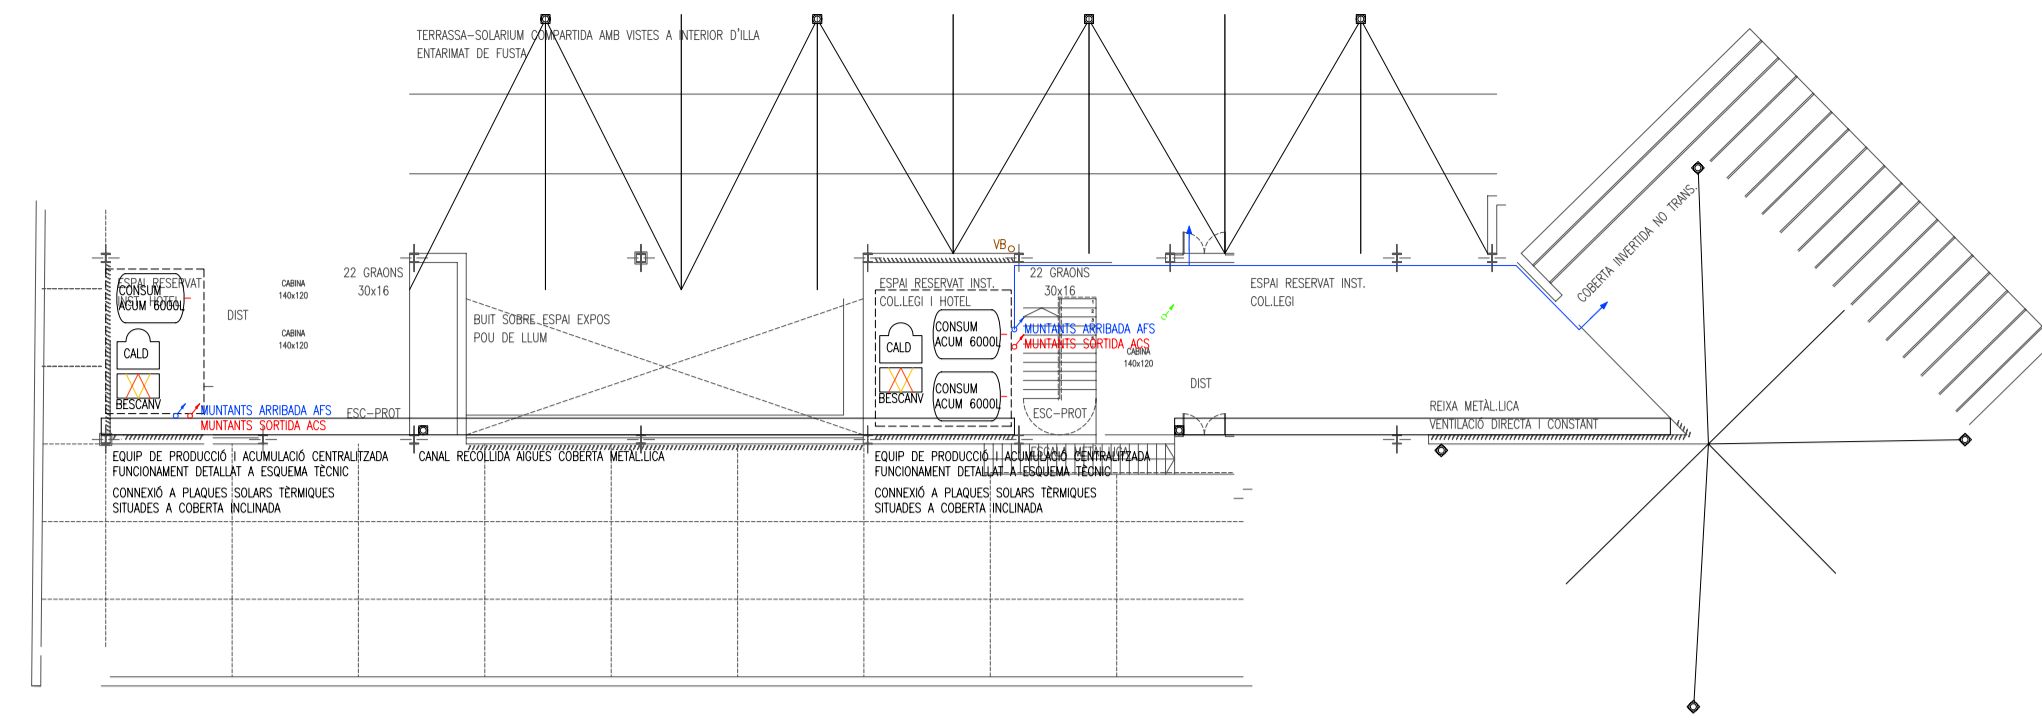 TERRASSA-SOLARIUM COMPARTIDA AMB VISTES A INTERIOR D'ILLA
ENTARIMAT DE FUSTA
COBERTA INVERTIDA NO TRANS.
VB
ESPAI RESERVAT
INST. HOTEL
CONSUM
ACUM 6000L
CALD
BESCANV
DIST
CABINA
140x120
CABINA
140x120
22 GRAONS
30x16
MUNTANTS ARRIBADA AFS
MUNTANTS SORTIDA ACS
ESC-PROT
BUIT SOBRE ESPAI EXPOS
POU DE LLUM
ESPAI RESERVAT INST.
COL.LEGI I HOTEL
CONSUM
ACUM 6000L
CALD
BESCANV
CONSUM
ACUM 6000L
22 GRAONS
30x16
MUNTANTS ARRIBADA AFS
MUNTANTS SORTIDA ACS
CABINA
140x120
ESC-PROT
DIST
ESPAI RESERVAT INST.
COL.LEGI
REIXA METÀL.LICA
VENTILACIÓ DIRECTA I CONSTANT
EQUIP DE PRODUCCIÓ I ACUMULACIÓ CENTRALITZADA
FUNCIONAMENT DETALLAT A ESQUEMA TÈCNIC
CONNEXIÓ A PLAQUES SOLARS TÈRMIQUES
SITUADES A COBERTA INCLINADA
CANAL RECOLLIDA AIGUES COBERTA METAL.LICA
EQUIP DE PRODUCCIÓ I ACUMULACIÓ CENTRALITZADA
FUNCIONAMENT DETALLAT A ESQUEMA TÈCNIC
CONNEXIÓ A PLAQUES SOLARS TÈRMIQUES
SITUADES A COBERTA INCLINADA